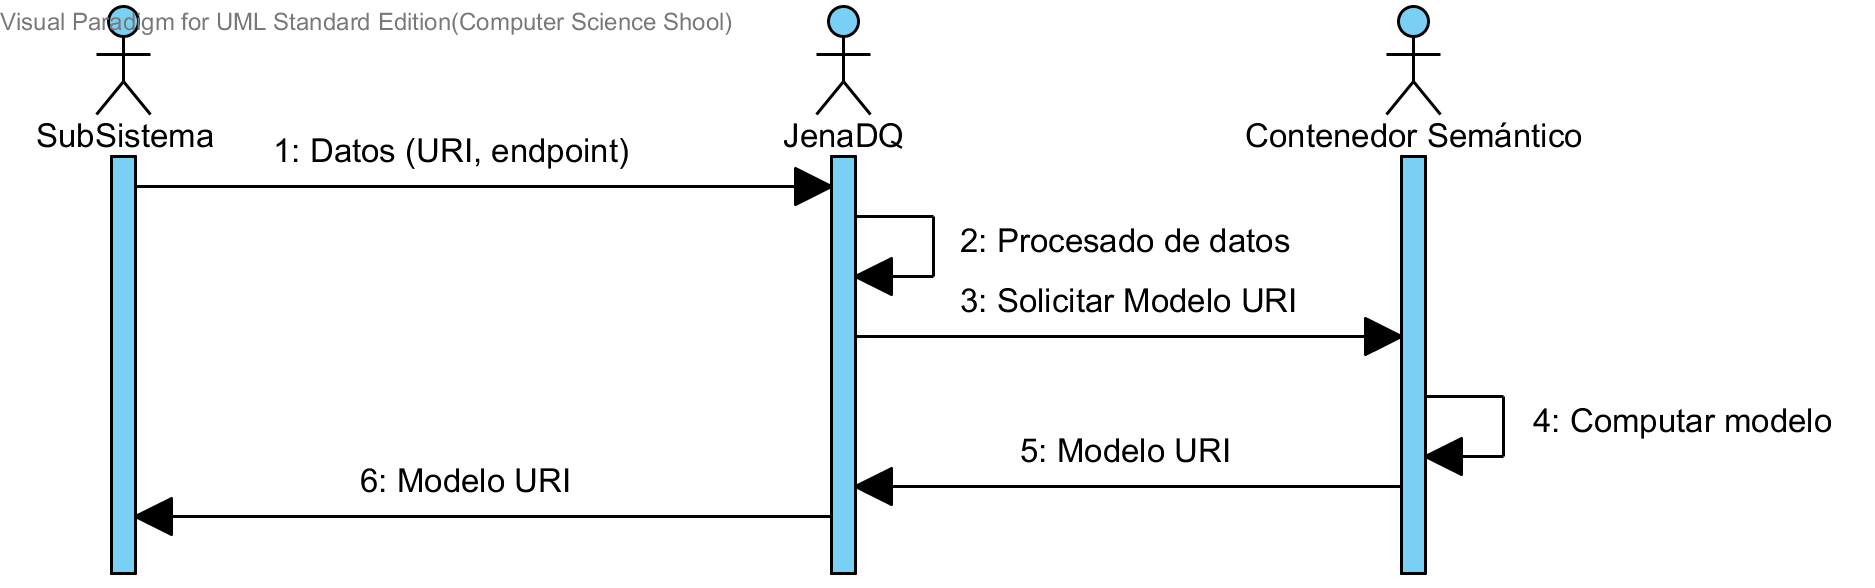 Visual Paradigm for UML Standard Edition(Computer Science Shool)
SubSistema
JenaDQ
Contenedor Semántico
1: Datos (URI, endpoint)
2: Procesado de datos
3: Solicitar Modelo URI
4: Computar modelo
5: Modelo URI
6: Modelo URI